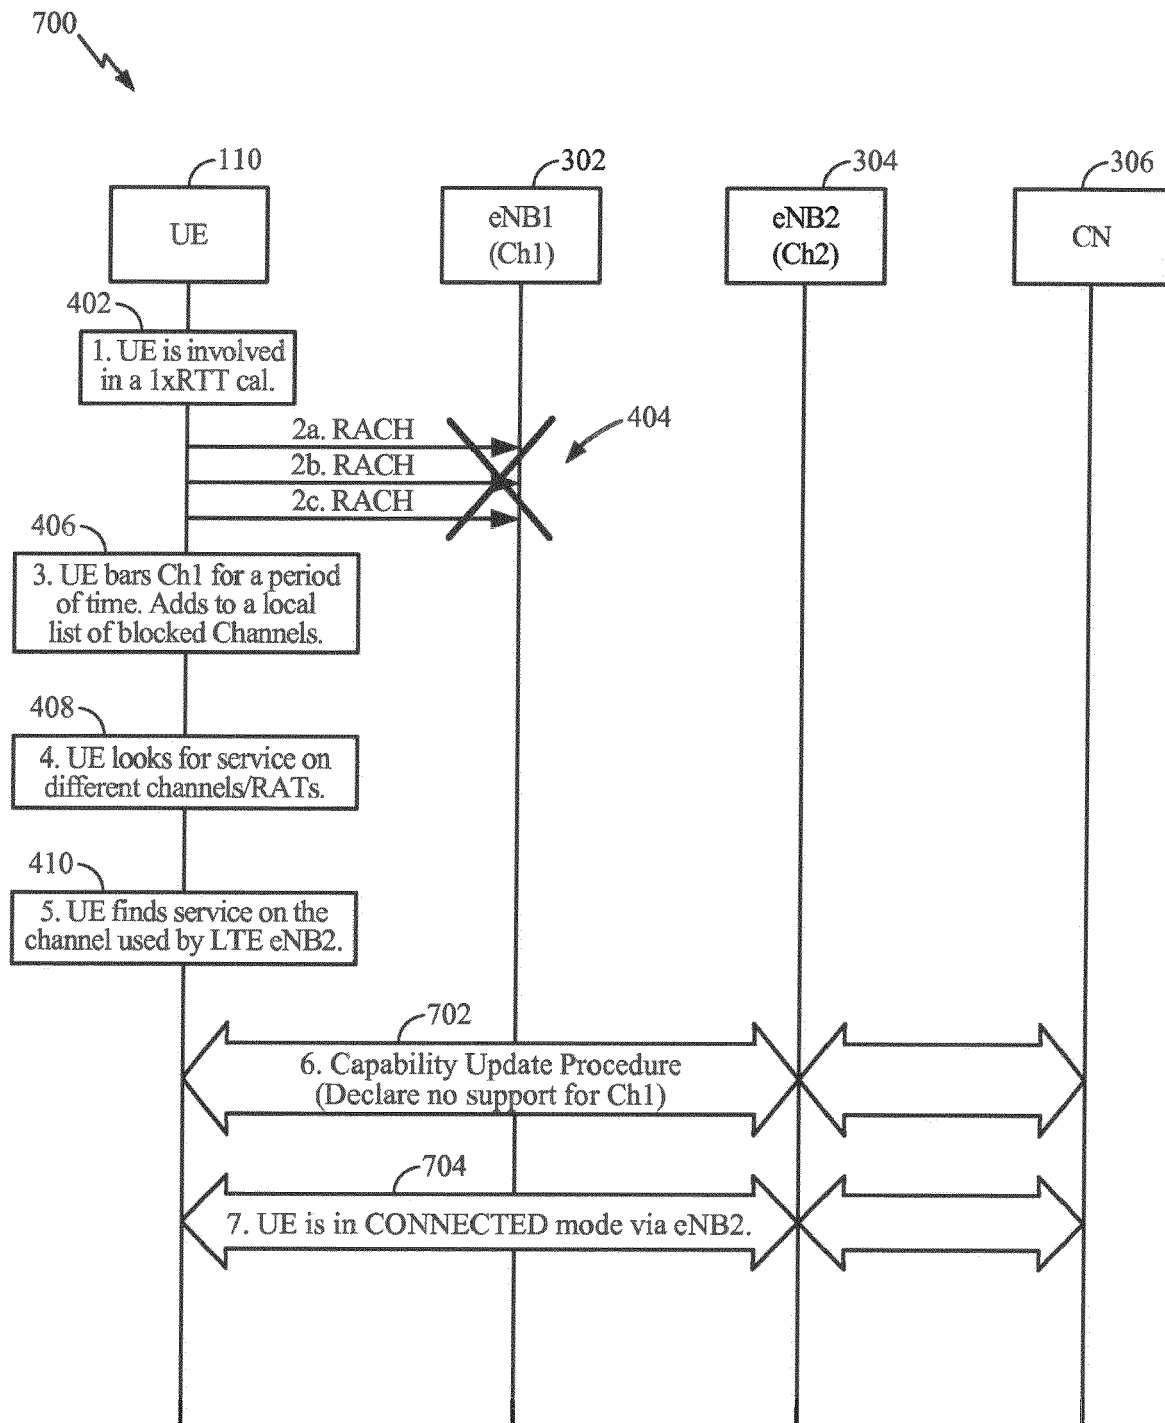 700
110
302
304
306
UE
eNB1
(Ch1)
eNB2
(Ch2)
CN
402
1. UE is involved
in a 1xRTT cal.
2a. RACH
404
2b. RACH
2c. RACH
406
3. UE bars Ch1 for a period
of time. Adds to a local
list of blocked Channels.
408
4. UE looks for service on
different channels/RATs.
410
5. UE finds service on the
channel used by LTE eNB2.
702
6. Capability Update Procedure
(Declare no support for Ch1)
704
7. UE is in CONNECTED mode via eNB2.